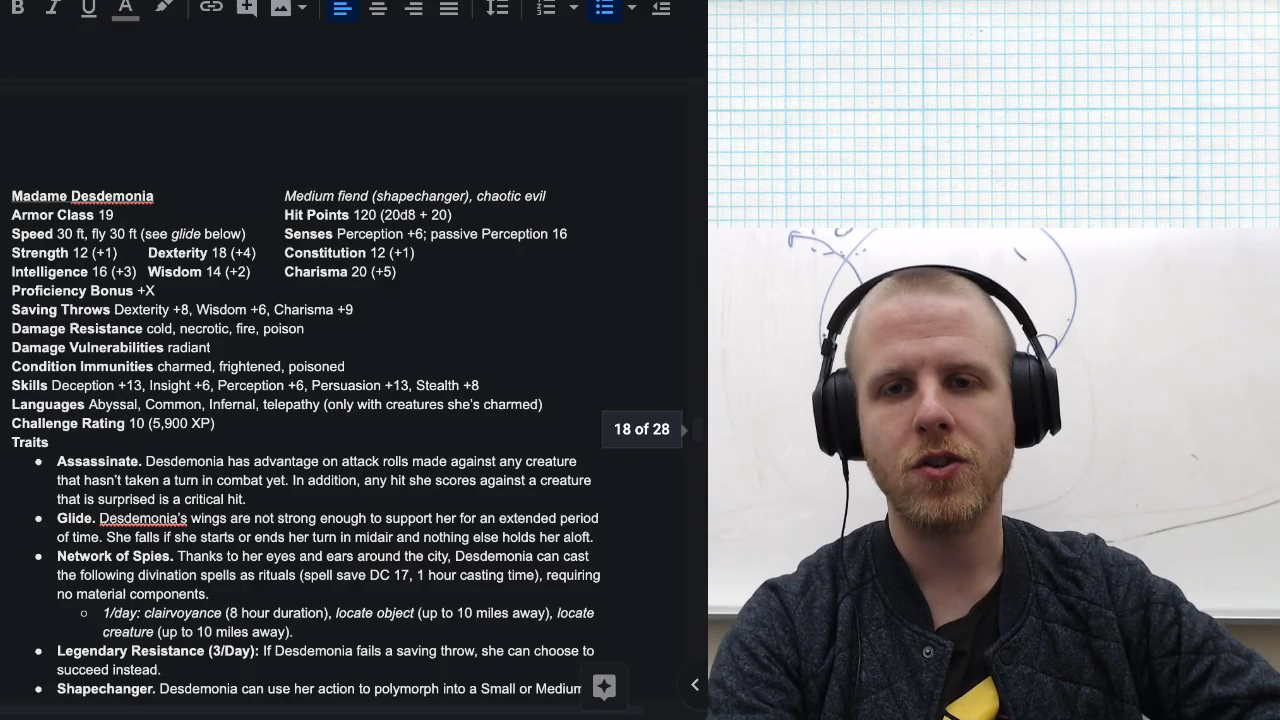 Madame Desdemonia Medium fiend (shapechanger), chaotic evil
Armor Class 19 Hit Points 120 (20d8 + 20)
Speed 30 ft, fly 30 ft (see glide below) Senses Perception +6; passive Perception 16
Strength 12 (+1) Dexterity 18 (+4) Constitution 12 (+1)
Intelligence 16 (+3) Wisdom 14 (+2) Charisma 20 (+5)
Proficiency Bonus +X
Saving Throws Dexterity +8, Wisdom +6, Charisma +9
Damage Resistance cold, necrotic, fire, poison
Damage Vulnerabilities radiant
Condition Immunities charmed, frightened, poisoned
Skills Deception +13, Insight +6, Perception +6, Persuasion +13, Stealth +8
Languages Abyssal, Common, Infernal, telepathy (only with creatures she's charmed)
Challenge Rating 10 (5,900 XP)
18 of 28
Traits
● Assassinate. Desdemonia has advantage on attack rolls made against any creature
that hasn't taken a turn in combat yet. In addition, any hit she scores against a creature
that is surprised is a critical hit.
● Glide. Desdemonia's wings are not strong enough to support her for an extended period
of time. She falls if she starts or ends her turn in midair and nothing else holds her aloft.
● Network of Spies. Thanks to her eyes and ears around the city, Desdemonia can cast
the following divination spells as rituals (spell save DC 17, 1 hour casting time), requiring
no material components.
○ 1/day: clairvoyance (8 hour duration), locate object (up to 10 miles away), locate
creature (up to 10 miles away).
● Legendary Resistance (3/Day): If Desdemonia fails a saving throw, she can choose to
succeed instead.
● Shapechanger. Desdemonia can use her action to polymorph into a Small or Medium